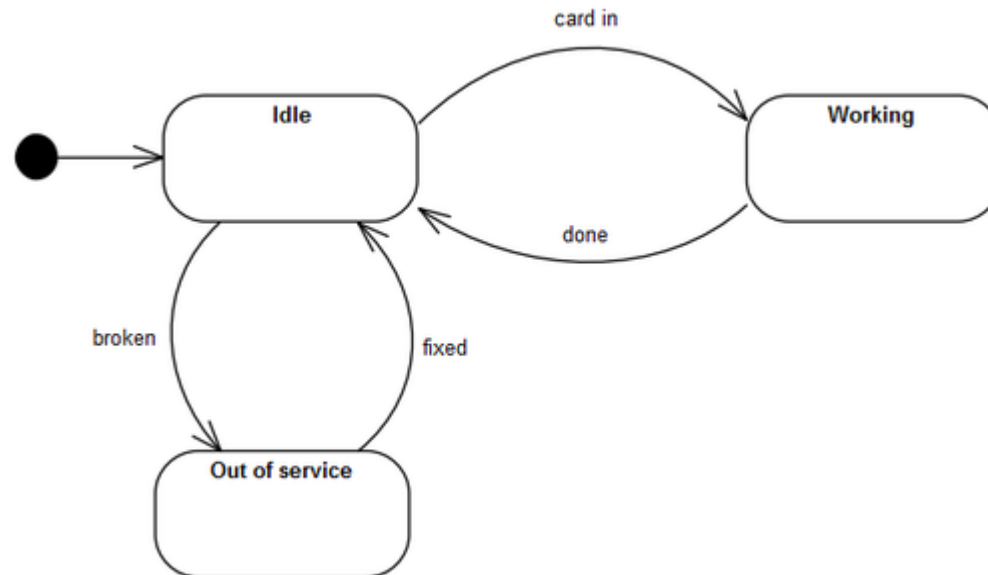 card in
Idle
Working
done
broken
fixed
Out of service